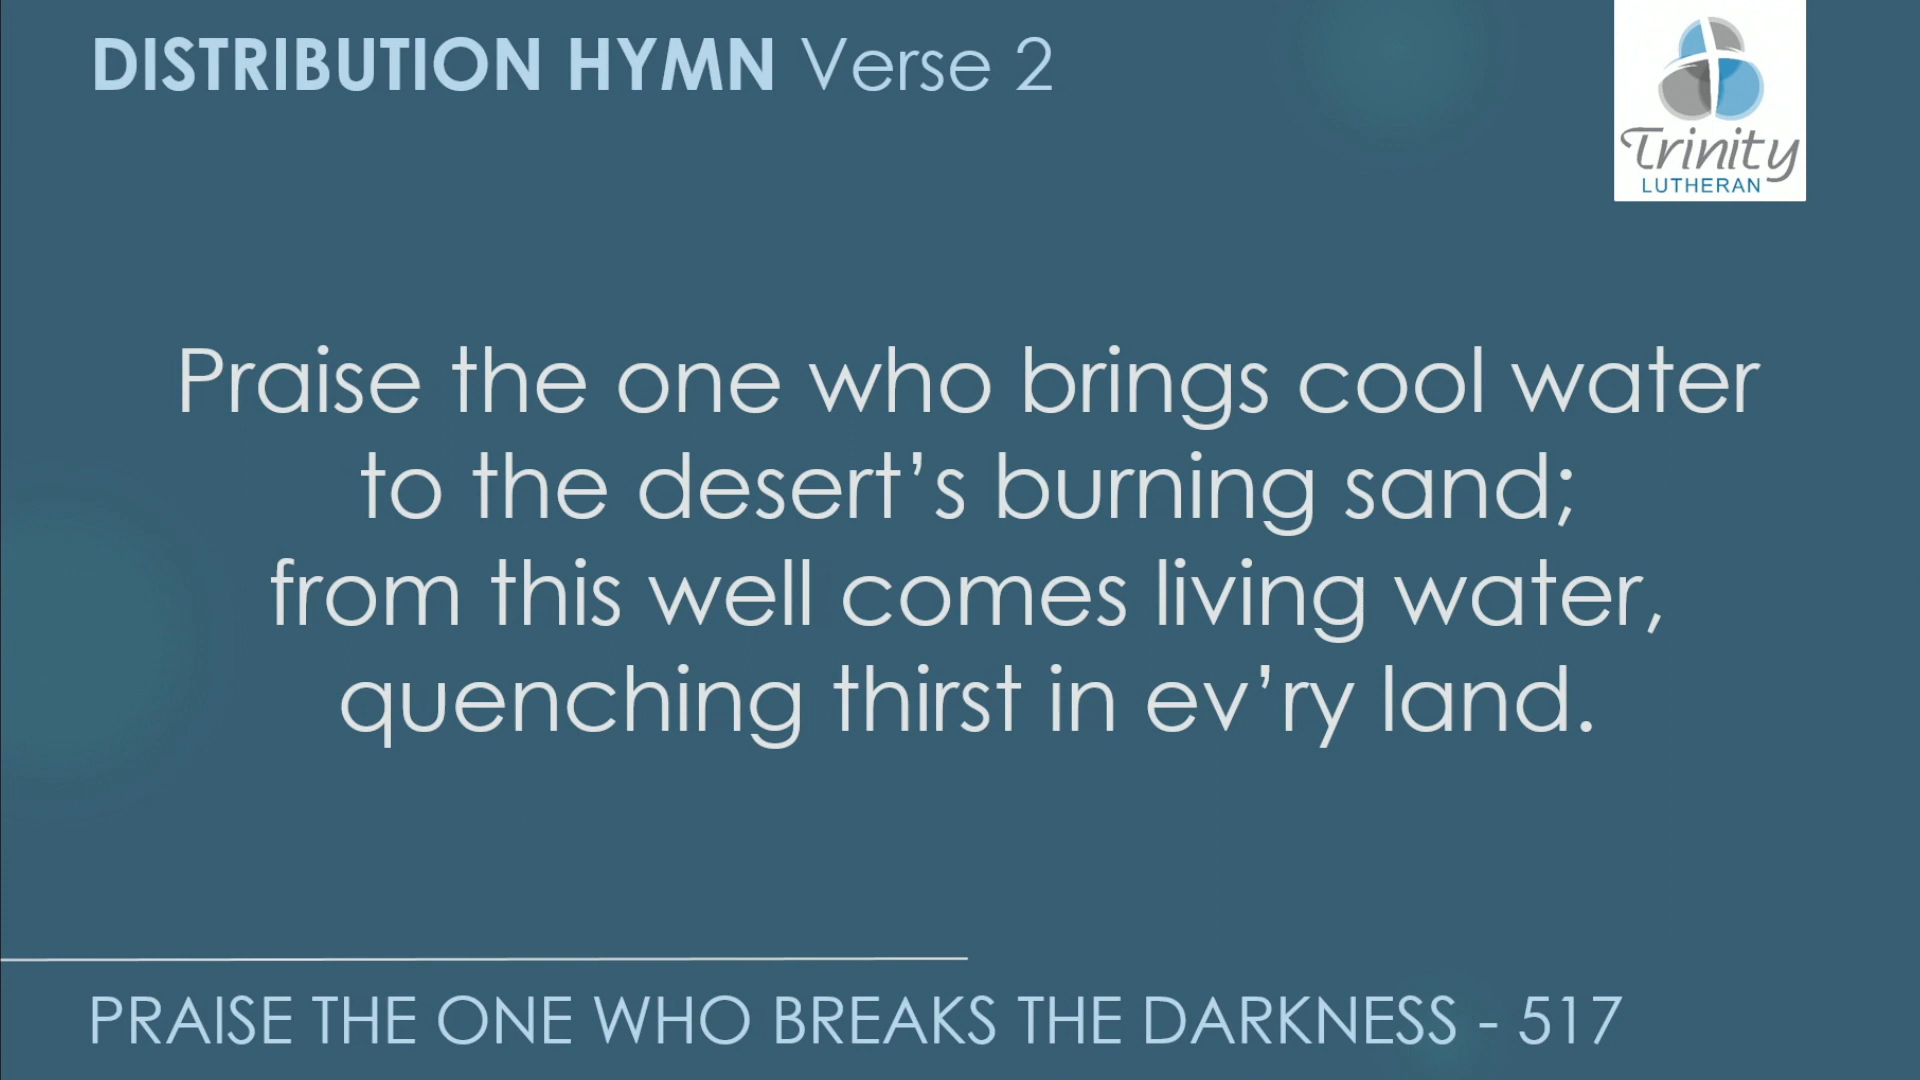 DISTRIBUTION HYMN Verse 2
Trinity
LUTHERAN
Praise the one who brings cool water
to the desert’s burning sand;
from this well comes living water,
quenching thirst in ev’ry land.
PRAISE THE ONE WHO BREAKS THE DARKNESS - 517